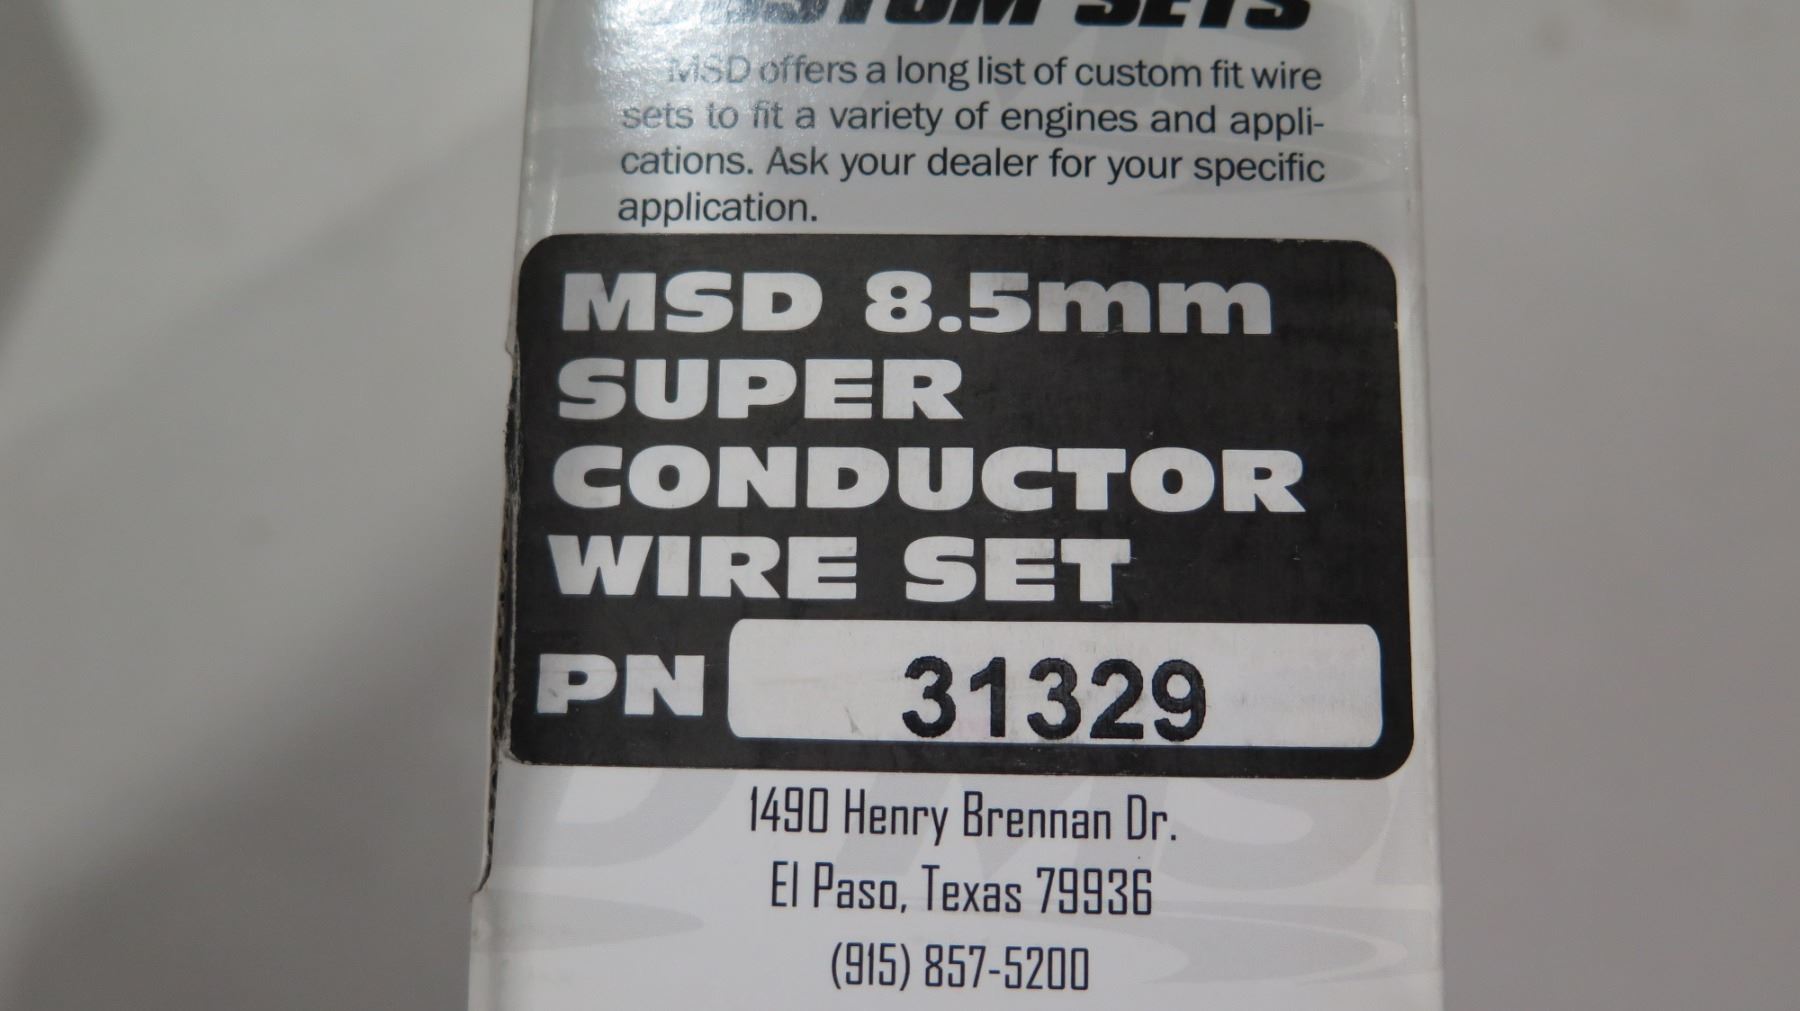 CUSTOM SETS
MSD offers a long list of custom fit wire
sets to fit a variety of engines and appli-
cations. Ask your dealer for your specific
application.
MSD 8.5mm
SUPER
CONDUCTOR
WIRE SET
PN 31329
1490 Henry Brennan Dr.
El Paso, Texas 79936
(915) 857-5200